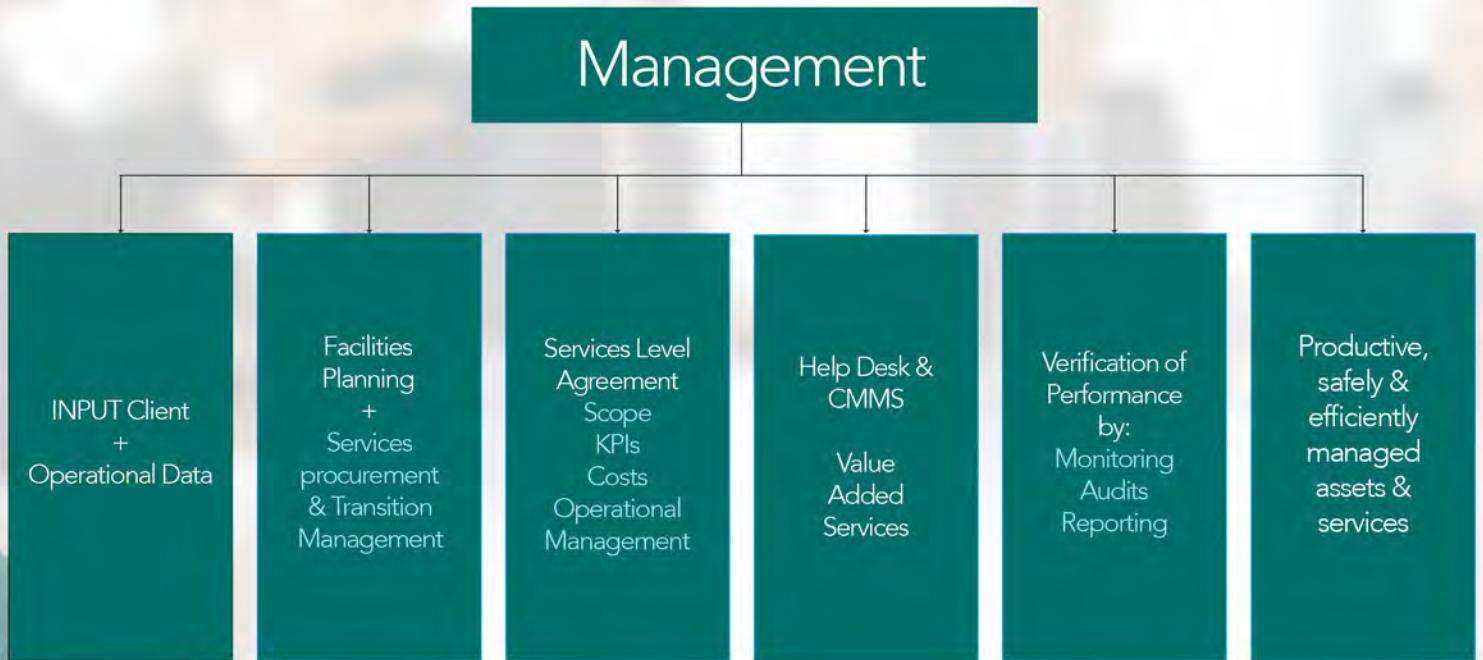 Management
INPUT Client
+
Operational Data
Facilities
Planning
+
Services
procurement
& Transition
Management
Services Level
Agreement
Scope
KPIs
Costs
Operational
Management
Help Desk &
CMMS
Value
Added
Services
Verification of
Performance
by:
Monitoring
Audits
Reporting
Productive,
safely &
efficiently
managed
assets &
services